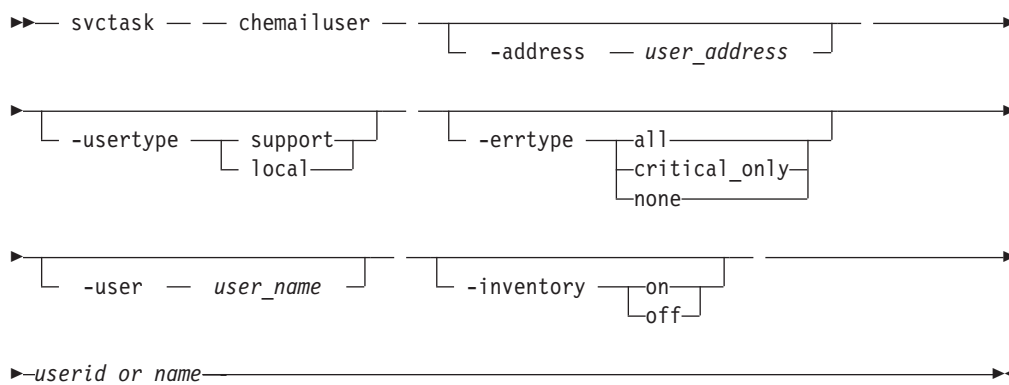 svctask chemailuser
-address user_address
-usertype support
local
-errtype all
critical_only
none
-user user_name
-inventory on
off
userid or name